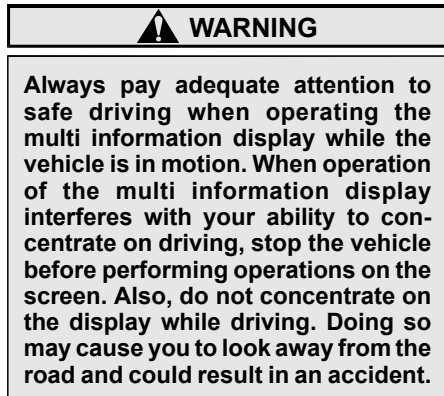 WARNING
Always pay adequate attention to
safe driving when operating the
multi information display while the
vehicle is in motion. When operation
of the multi information display
interferes with your ability to con-
centrate on driving, stop the vehicle
before performing operations on the
screen. Also, do not concentrate on
the display while driving. Doing so
may cause you to look away from the
road and could result in an accident.